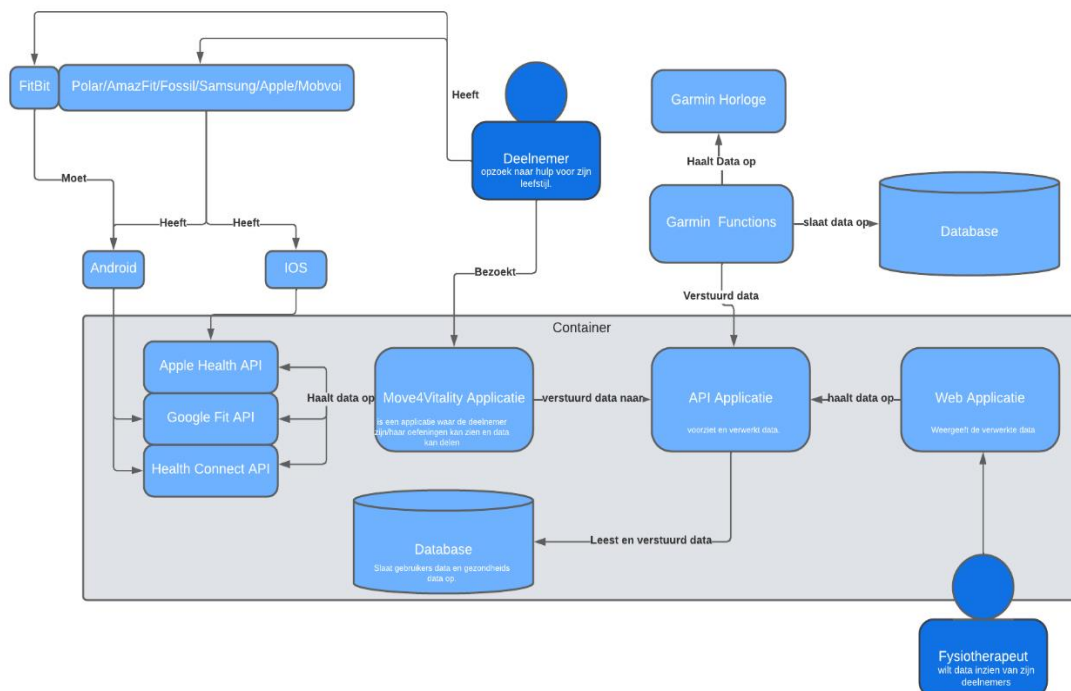 FitBit
Polar/AmazFit/Fossil/Samsung/Apple/Mobvoi
Heeft
Deelnemer
opzoek naar hulp voor zijn
leefstijl.
Garmin Horloge
Haalt Data op
Garmin Functions
slaat data op
Database
Moet
Heeft
Heeft
Android
IOS
Bezoekt
Verstuurd data
Container
Apple Health API
Google Fit API
Health Connect API
Haalt data op
Move4Vitality Applicatie
is een applicatie waar de deelnemer
zijn/haar oefeningen kan zien en data
kan delen
verstuurd data naar
API Applicatie
voorziet en verwerkt data.
haalt data op
Web Applicatie
Weergeeft de verwerkte data
Database
Slaat gebruikers data en gezondheids
data op.
Leest en verstuurd data
Fysiotherapeut
wilt data inzien van zijn
deelnemers